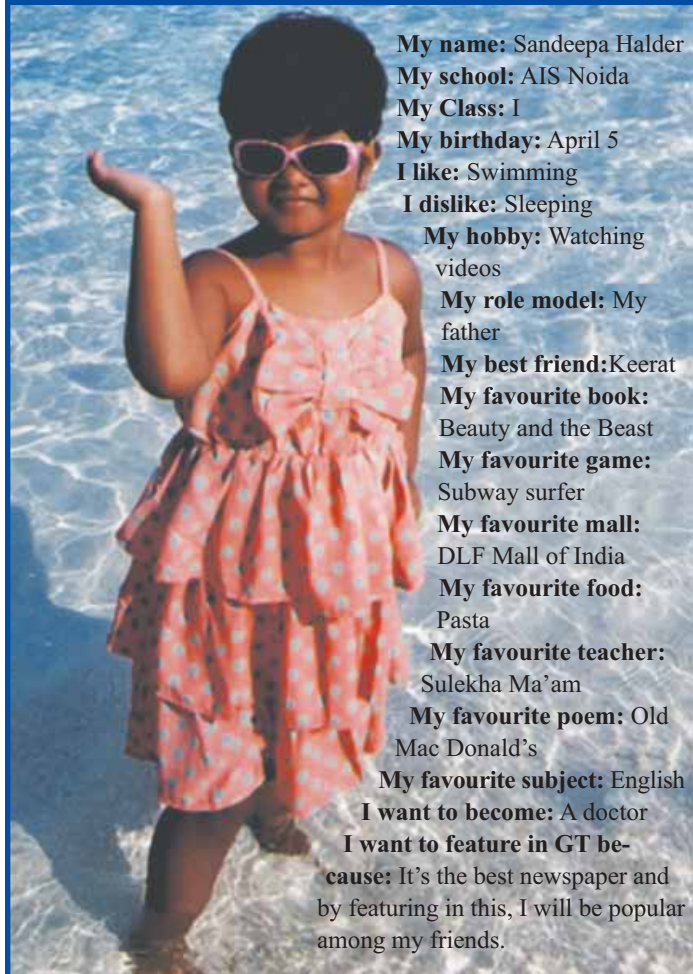 My name: Sandeepa Halder
My school: AIS Noida
My Class: I
My birthday: April 5
I like: Swimming
I dislike: Sleeping
My hobby: Watching
videos
My role model: My
father
My best friend:Keerat
My favourite book:
Beauty and the Beast
My favourite game:
Subway surfer
My favourite mall:
DLF Mall of India
My favourite food:
Pasta
My favourite teacher:
Sulekha Ma’am
My favourite poem: Old
Mac Donald’s
My favourite subject: English
I want to become: A doctor
I want to feature in GT be-
cause: It’s the best newspaper and
by featuring in this, I will be popular
among my friends.